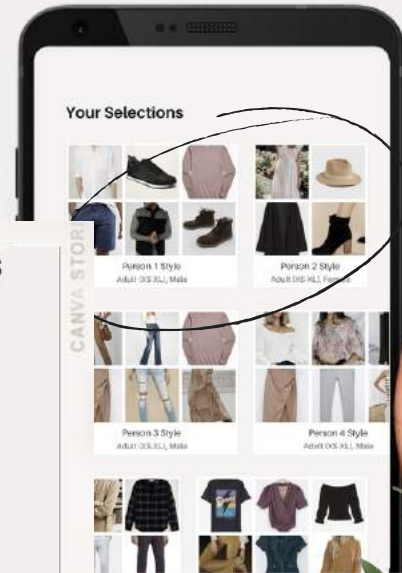 Your Selections
Person 1 Style
Adult (XS-XL), Male
Person 2 Style
Adult (XS-XL), Female
S
CANVA STORI
Person 3 Style
Adult (XS-XL), Male
Person 4 Style
Adult (XS-XL), Male